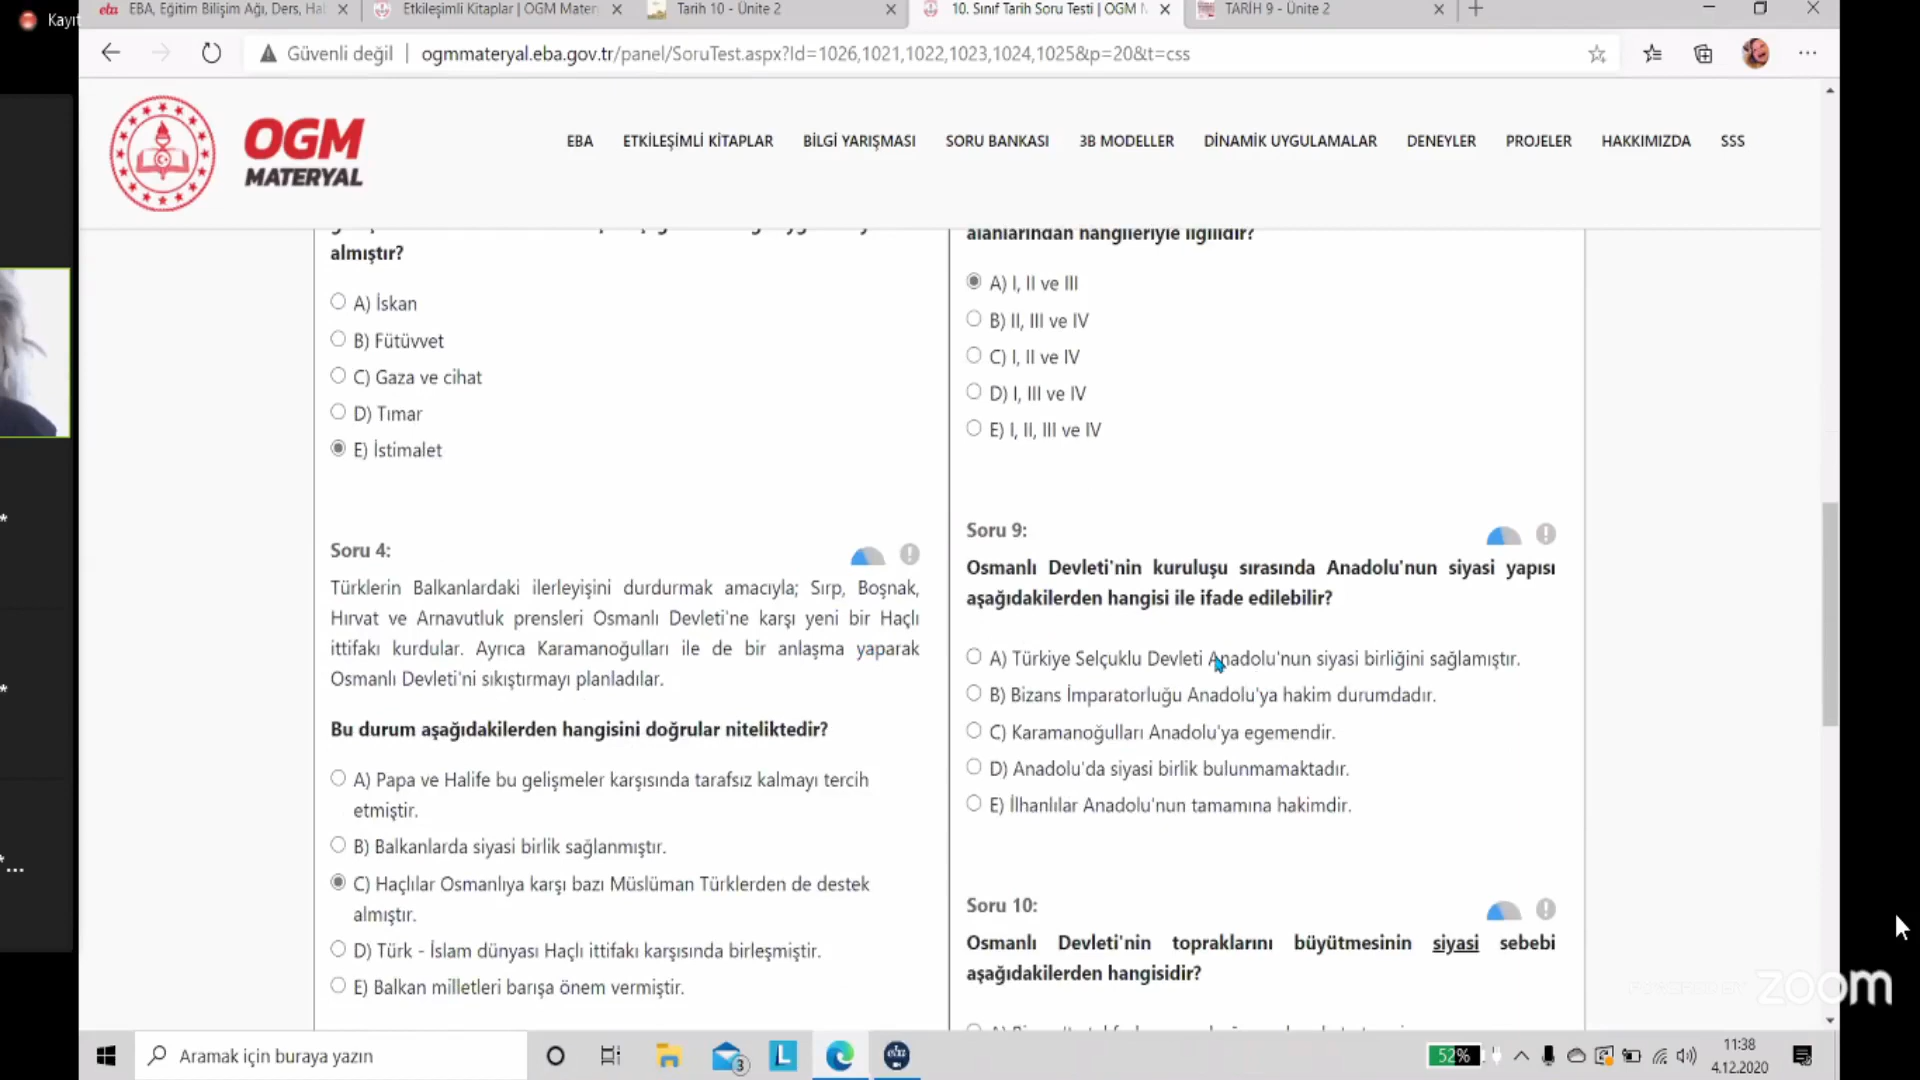 Kayıt
EBA, Eğitim Bilişim Ağı, Ders, Hal
Etkileşimli Kitaplar | OGM Mater
Tarih 10 - Ünite 2
10. Sınıf Tarih Soru Testi | OGM M
TARİH 9 - Ünite 2
Güvenli değil | ogmmateryal.eba.gov.tr/panel/SoruTest.aspx?Id=1026,1021,1022,1023,1024,1025&p=20&t=css
OGM
MATERYAL
EBA ETKİLEŞİMLİ KİTAPLAR BİLGİ YARIŞMASI SORU BANKASI 3B MODELLER DİNAMİK UYGULAMALAR DENEYLER PROJELER HAKKIMIZDA SSS
almıştır?
A) İskan
B) Fütüvvet
C) Gaza ve cihat
D) Tımar
E) İstimalet
Soru 4:
Türklerin Balkanlardaki ilerleyişini durdurmak amacıyla; Sırp, Boşnak,
Hırvat ve Arnavutluk prensleri Osmanlı Devleti'ne karşı yeni bir Haçlı
ittifakı kurdular. Ayrıca Karamanoğulları ile de bir anlaşma yaparak
Osmanlı Devleti'ni sıkıştırmayı planladılar.
Bu durum aşağıdakilerden hangisini doğrular niteliktedir?
A) Papa ve Halife bu gelişmeler karşısında tarafsız kalmayı tercih
etmiştir.
B) Balkanlarda siyasi birlik sağlanmıştır.
C) Haçlılar Osmanlıya karşı bazı Müslüman Türklerden de destek
almıştır.
D) Türk - İslam dünyası Haçlı ittifakı karşısında birleşmiştir.
E) Balkan milletleri barışa önem vermiştir.
alanlarından hangileriyle ilgilidir?
A) I, II ve III
B) II, III ve IV
C) I, II ve IV
D) I, III ve IV
E) I, II, III ve IV
Soru 9:
Osmanlı Devleti'nin kuruluşu sırasında Anadolu'nun siyasi yapısı
aşağıdakilerden hangisi ile ifade edilebilir?
A) Türkiye Selçuklu Devleti Anadolu'nun siyasi birliğini sağlamıştır.
B) Bizans İmparatorluğu Anadolu'ya hakim durumdadır.
C) Karamanoğulları Anadolu'ya egemendir.
D) Anadolu'da siyasi birlik bulunmamaktadır.
E) İlhanlılar Anadolu'nun tamamına hakimdir.
Soru 10:
Osmanlı Devleti'nin topraklarını büyütmesinin siyasi sebebi
aşağıdakilerden hangisidir?
POWERED BY zoom
Aramak için buraya yazın
3
L
eba
52%
11:38
4.12.2020